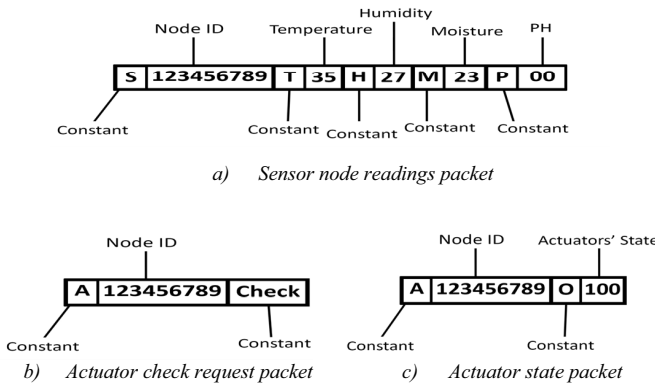 Humidity
Node ID Temperature Moisture PH
S 123456789 T 35 H 27 M 23 P 00
Constant Constant Constant Constant Constant
a) Sensor node readings packet
Node ID
A 123456789 Check
Constant Constant
b) Actuator check request packet
Node ID Actuators' State
A 123456789 O 100
Constant Constant
c) Actuator state packet